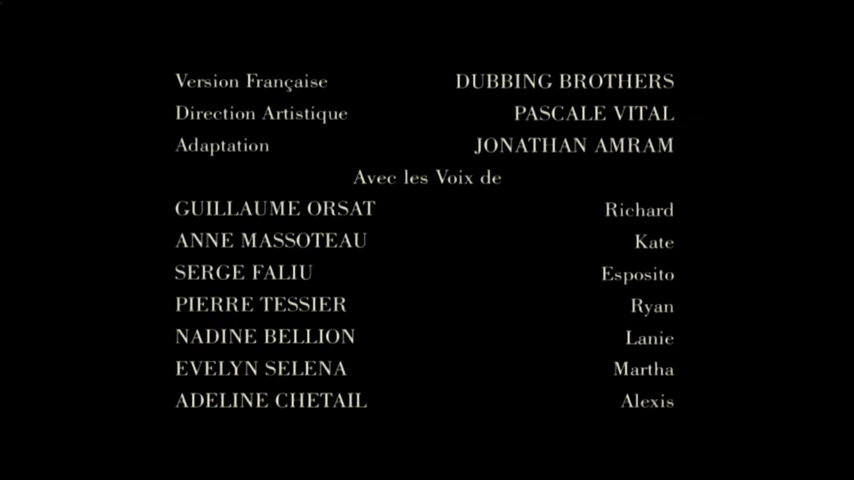 Version Française DUBBING BROTHERS
Direction Artistique PASCALE VITAL
Adaptation JONATHAN AMRAM
Avec les Voix de
GUILLAUME ORSAT Richard
ANNE MASSOTEAU Kate
SERGE FALIU Esposito
PIERRE TESSIER Ryan
NADINE BELLION Lanie
EVELYN SELENA Martha
ADELINE CHETAIL Alexis